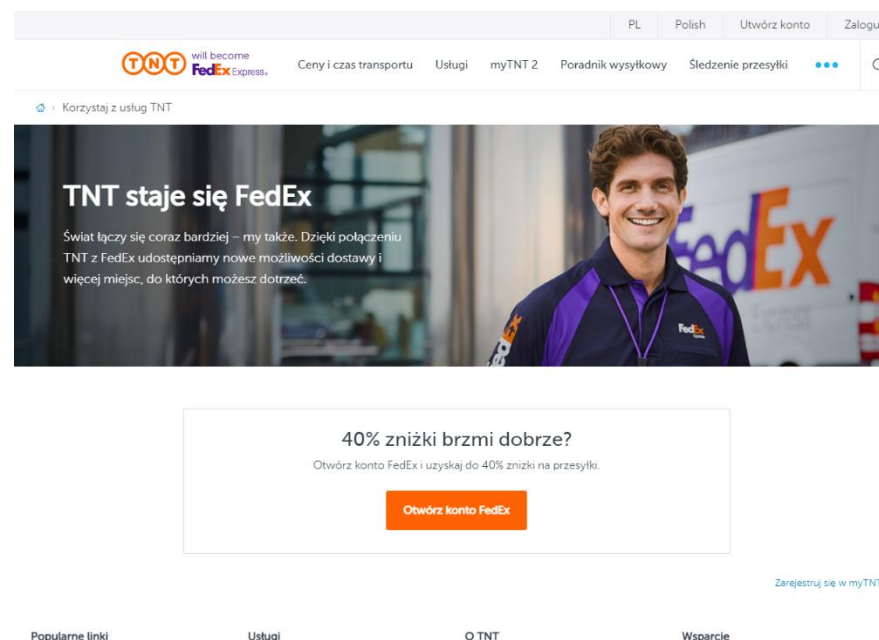 PL Polish Utwórz konto
TNT will become
FedEx Express.
Ceny i czas transportu Usługi myTNT 2 Poradnik wysyłkowy Śledzenie przesyłki
Korzystaj z usług TNT
TNT staje się FedEx
Świat łączy się coraz bardziej – my także. Dzięki połączeniu
TNT z FedEx udostępniamy nowe możliwości dostawy i
więcej miejsc, do których możesz dotrzeć.
FedEx
Express
FedEx
40% zniżki brzmi dobrze?
Otwórz konto FedEx i uzyskaj do 40% zniżki na przesyłki.
Otwórz konto FedEx
Zarejestruj się w myTNT
Popularne linki Usługi O TNT Wsparcie